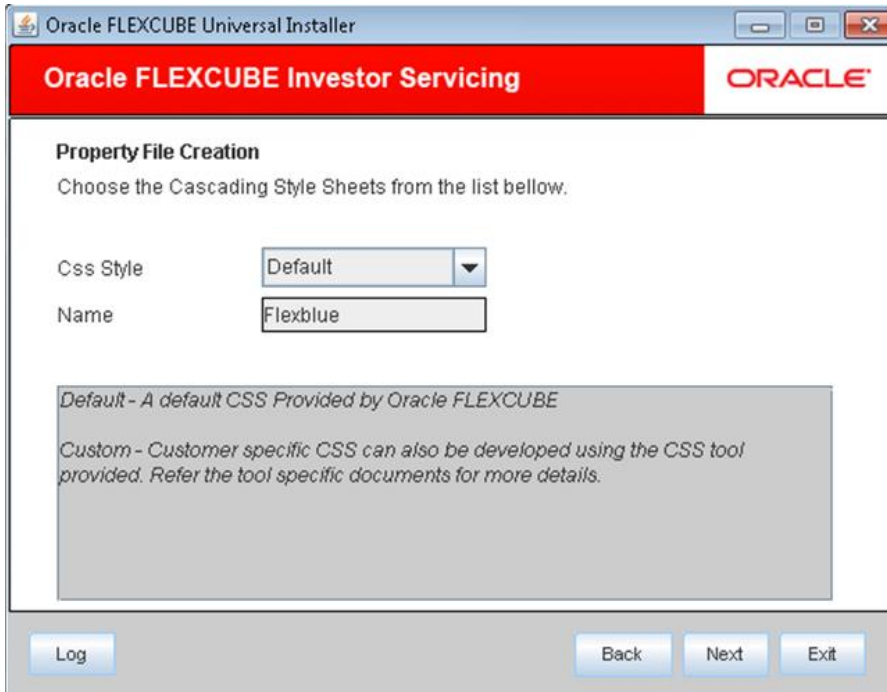 Oracle FLEXCUBE Universal Installer
Oracle FLEXCUBE Investor Servicing
ORACLE
Property File Creation
Choose the Cascading Style Sheets from the list bellow.
Css Style
Default
Name
Flexblue
Default - A default CSS Provided by Oracle FLEXCUBE
Custom - Customer specific CSS can also be developed using the CSS tool
provided. Refer the tool specific documents for more details.
Log
Back
Next
Exit